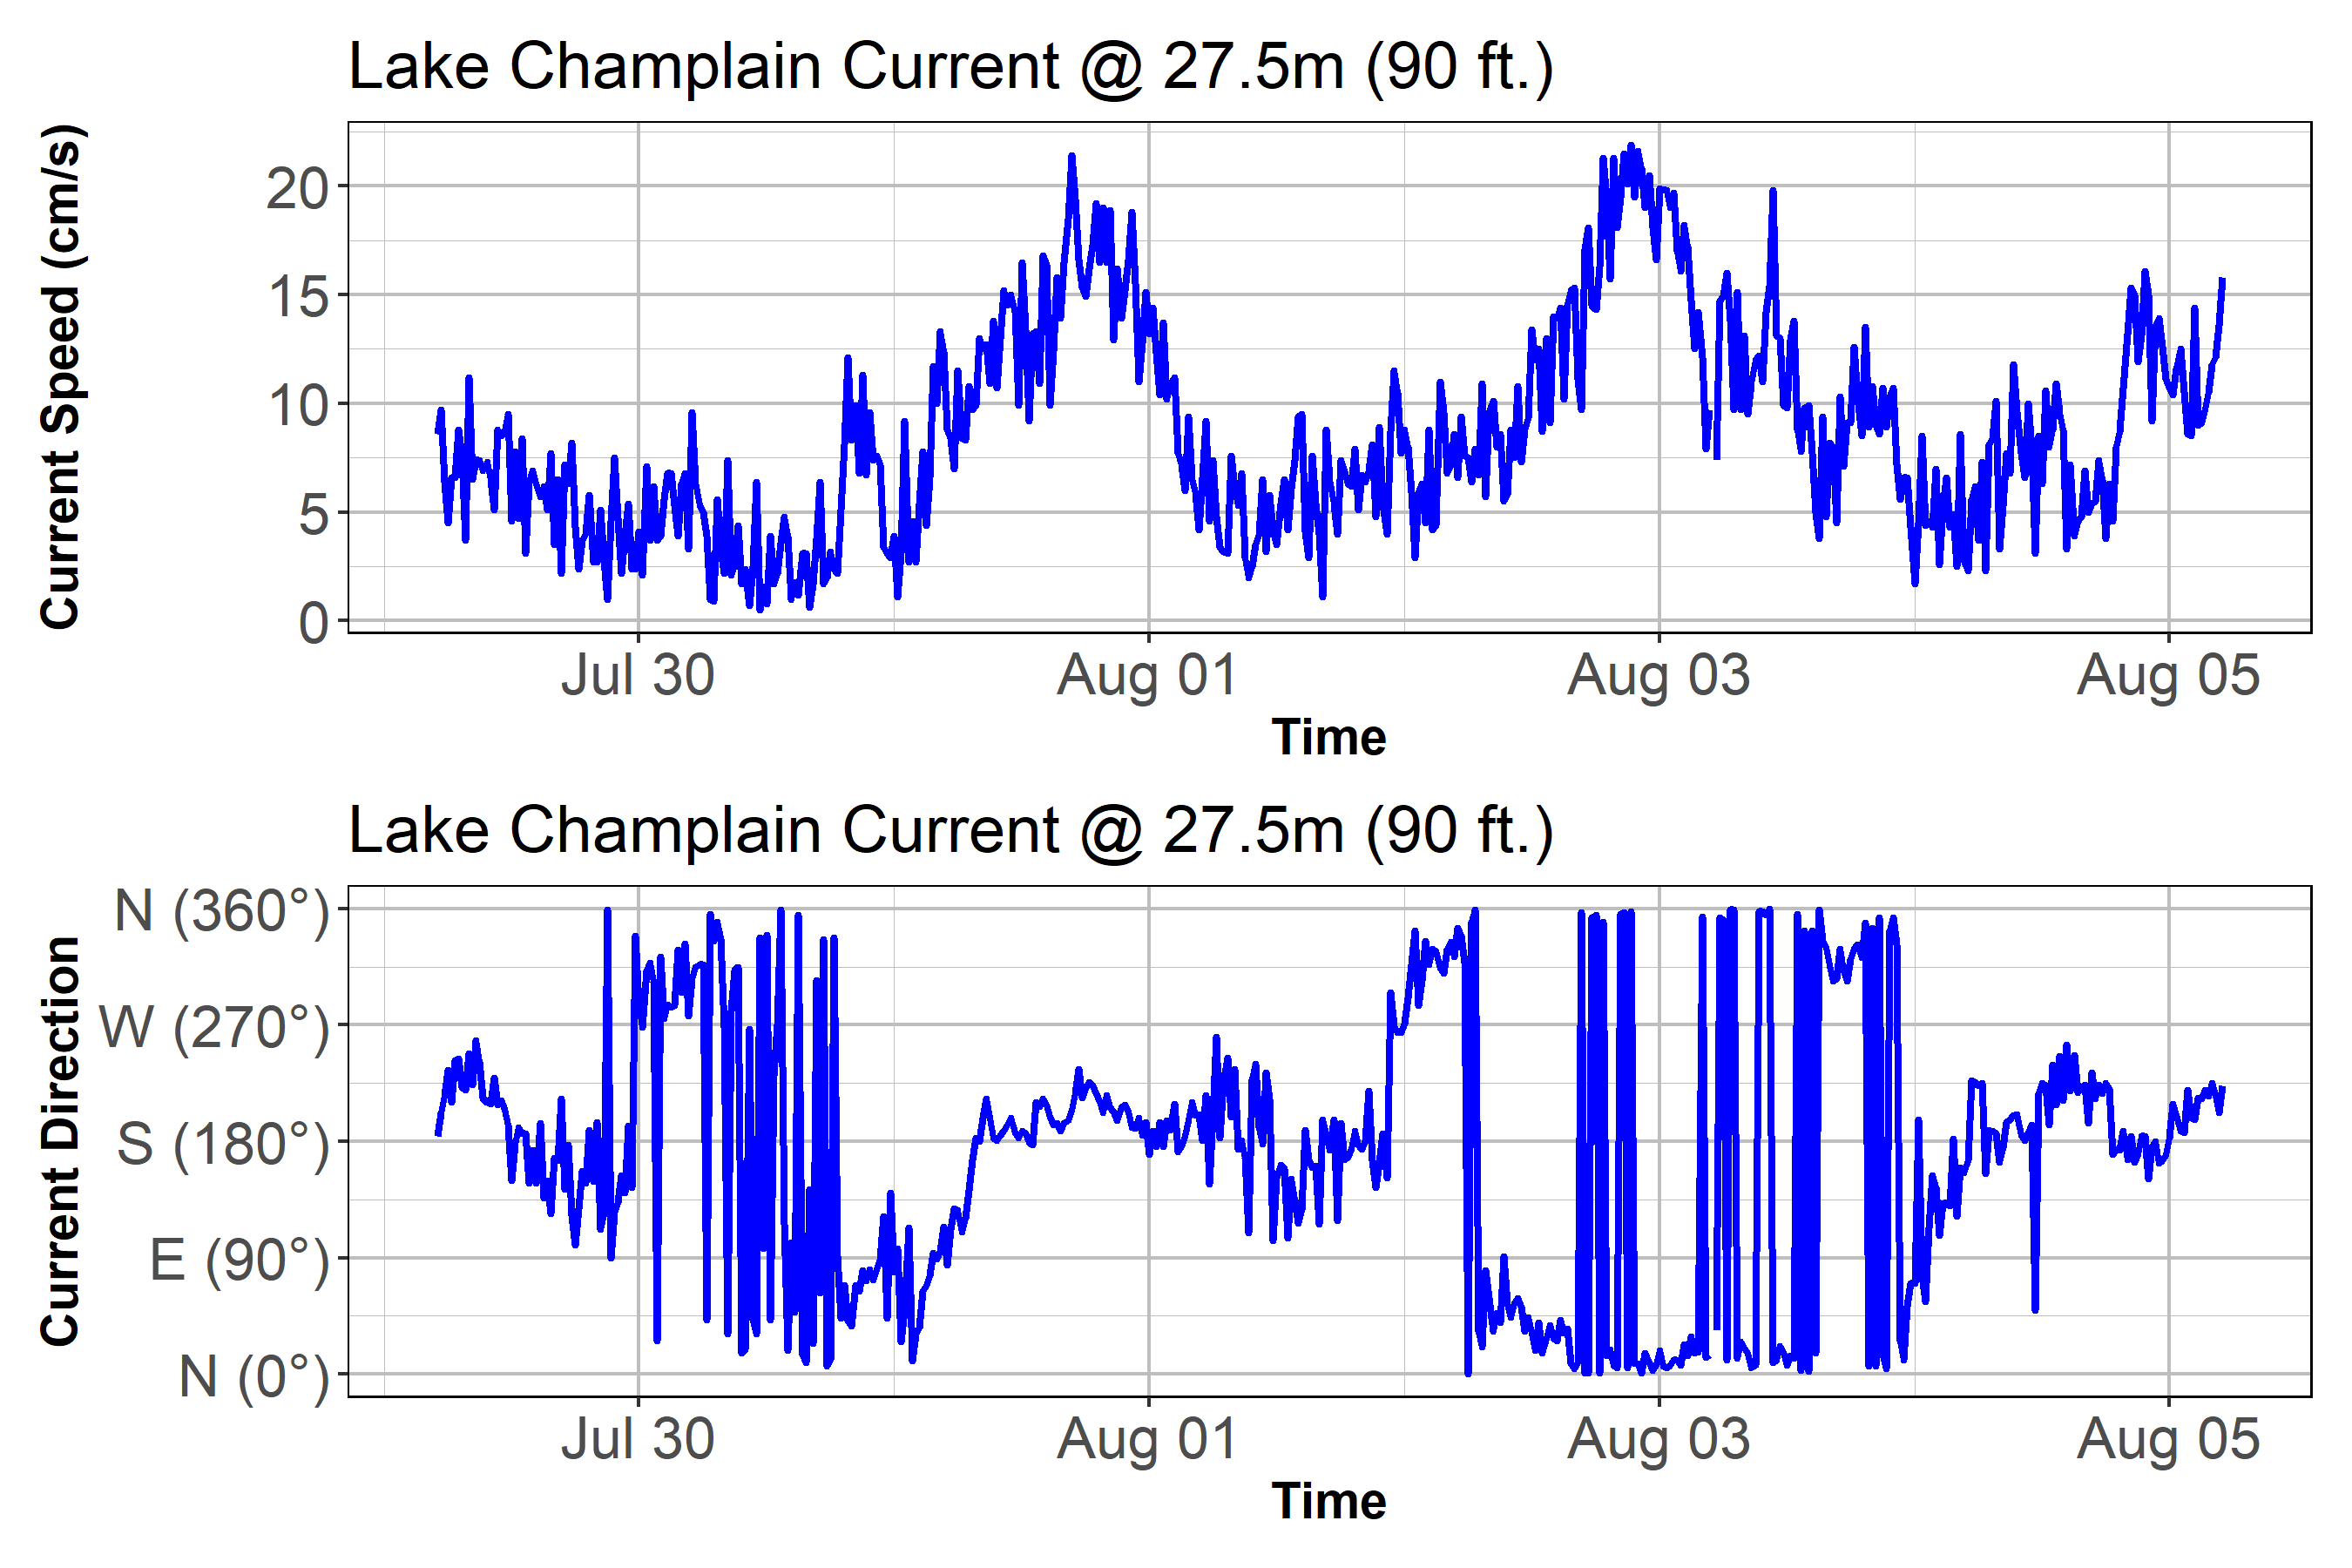 Lake Champlain Current @ 27.5m (90 ft.)
Current Speed (cm/s)
20
15
10
5
0
Jul 30 Aug 01 Aug 03 Aug 05
Time
Lake Champlain Current @ 27.5m (90 ft.)
Current Direction
N (360°)
W (270°)
S (180°)
E (90°)
N (0°)
Jul 30 Aug 01 Aug 03 Aug 05
Time